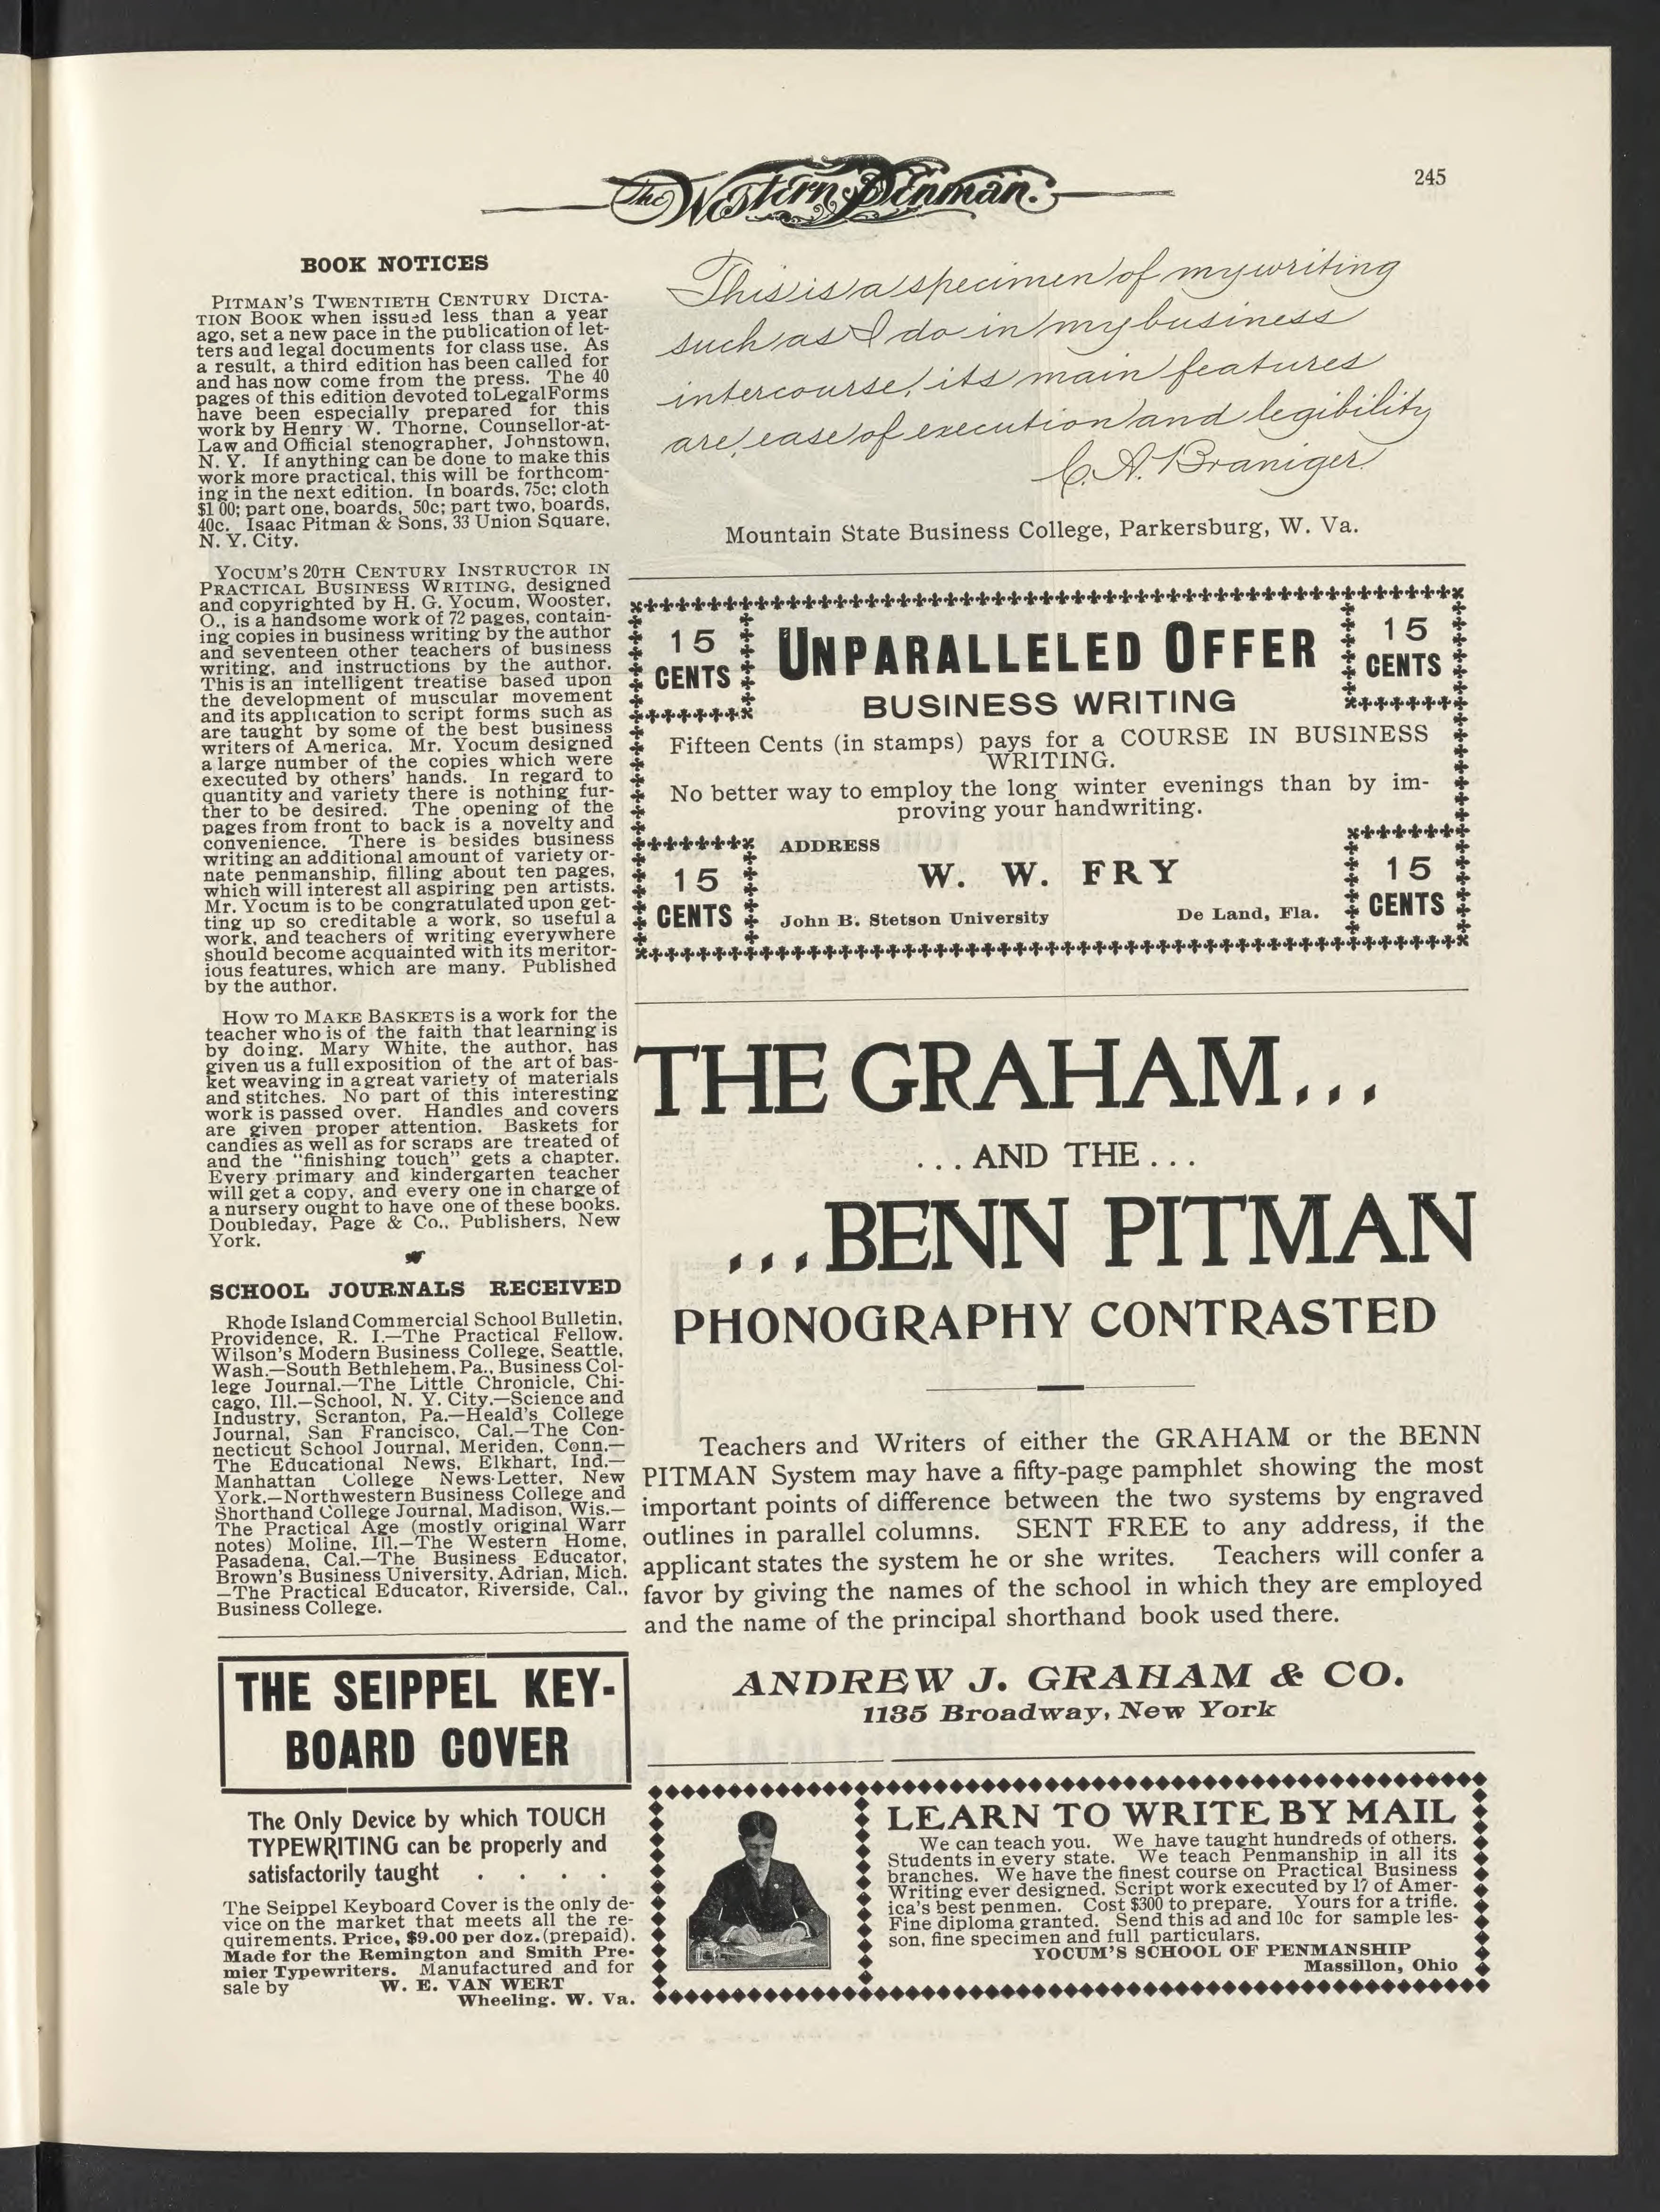 The Western Penman.
245
BOOK NOTICES
PITMAN'S TWENTIETH CENTURY DICTA-
TION BOOK when issued less than a year
ago, set a new pace in the publication of let-
ters and legal documents for class use. As
a result, a third edition has been called for
and has now come from the press. The 40
pages of this edition devoted toLegalForms
have been especially prepared for this
work by Henry W. Thorne, Counsellor-at-
Law and Official stenographer, Johnstown,
N. Y. If anything can be done to make this
work more practical, this will be forthcom-
ing in the next edition. In boards, 75c; cloth
$1 00; part one, boards, 50c; part two, boards,
40c. Isaac Pitman & Sons, 33 Union Square,
N. Y. City.
YOCUM'S 20TH CENTURY INSTRUCTOR IN
PRACTICAL BUSINESS WRITING, designed
and copyrighted by H. G. Yocum, Wooster,
O., is a handsome work of 72 pages, contain-
ing copies in business writing by the author
and seventeen other teachers of business
writing, and instructions by the author.
This is an intelligent treatise based upon
the development of muscular movement
and its application to script forms such as
are taught by some of the best business
writers of America. Mr. Yocum designed
a large number of the copies which were
executed by others' hands. In regard to
quantity and variety there is nothing fur-
ther to be desired. The opening of the
pages from front to back is a novelty and
convenience. There is besides business
writing an additional amount of variety or-
nate penmanship, filling about ten pages,
which will interest all aspiring pen artists.
Mr. Yocum is to be congratulated upon get-
ting up so creditable a work, so useful a
work, and teachers of writing everywhere
should become acquainted with its meritor-
ious features, which are many. Published
by the author.
HOW TO MAKE BASKETS is a work for the
teacher who is of the faith that learning is
by doing. Mary White, the author, has
given us a full exposition of the art of bas-
ket weaving in a great variety of materials
and stitches. No part of this interesting
work is passed over. Handles and covers
are given proper attention. Baskets for
candies as well as for scraps are treated of
and the "finishing touch" gets a chapter.
Every primary and kindergarten teacher
will get a copy, and every one in charge of
a nursery ought to have one of these books.
Doubleday, Page & Co., Publishers, New
York.
SCHOOL JOURNALS RECEIVED
Rhode Island Commercial School Bulletin,
Providence, R. I.—The Practical Fellow,
Wilson's Modern Business College, Seattle,
Wash.—South Bethlehem, Pa., Business Col-
lege Journal.—The Little Chronicle, Chi-
cago, Ill.—School, N. Y. City.—Science and
Industry, Scranton, Pa.—Heald's College
Journal, San Francisco, Cal.—The Con-
necticut School Journal, Meriden, Conn.—
The Educational News, Elkhart, Ind.—
Manhattan College News-Letter, New
York.—Northwestern Business College and
Shorthand College Journal, Madison, Wis.—
The Practical Age (mostly original Warr
notes) Moline, Ill.—The Western Home,
Pasadena, Cal.—The Business Educator,
Brown's Business University, Adrian, Mich.
—The Practical Educator, Riverside, Cal.,
Business College.
THE SEIPPEL KEY-
BOARD COVER
The Only Device by which TOUCH
TYPEWRITING can be properly and
satisfactorily taught . . . .
The Seippel Keyboard Cover is the only de-
vice on the market that meets all the re-
quirements. Price, $9.00 per doz.(prepaid).
Made for the Remington and Smith Pre-
mier Typewriters. Manufactured and for
sale by W. E. VAN WERT
Wheeling. W. Va.
This is a specimen of my writing
such as I do in my business
intercourse, its main features
are, ease of execution and legibility
C. A. Braniger.
Mountain State Business College, Parkersburg, W. Va.
15 CENTS
UNPARALLELED OFFER
15 CENTS
BUSINESS WRITING
Fifteen Cents (in stamps) pays for a COURSE IN BUSINESS
WRITING.
No better way to employ the long winter evenings than by im-
proving your handwriting.
ADDRESS
15 CENTS
W. W. FRY
15 CENTS
John B. Stetson University De Land, Fla.
THE GRAHAM...
...AND THE...
...BENN PITMAN
PHONOGRAPHY CONTRASTED
Teachers and Writers of either the GRAHAM or the BENN
PITMAN System may have a fifty-page pamphlet showing the most
important points of difference between the two systems by engraved
outlines in parallel columns. SENT FREE to any address, if the
applicant states the system he or she writes. Teachers will confer a
favor by giving the names of the school in which they are employed
and the name of the principal shorthand book used there.
ANDREW J. GRAHAM & CO.
1135 Broadway, New York
LEARN TO WRITE BY MAIL
We can teach you. We have taught hundreds of others.
Students in every state. We teach Penmanship in all its
branches. We have the finest course on Practical Business
Writing ever designed. Script work executed by 17 of Amer-
ica's best penmen. Cost $300 to prepare. Yours for a trifle.
Fine diploma granted. Send this ad and 10c for sample les-
son, fine specimen and full particulars.
YOCUM'S SCHOOL OF PENMANSHIP
Massillon, Ohio